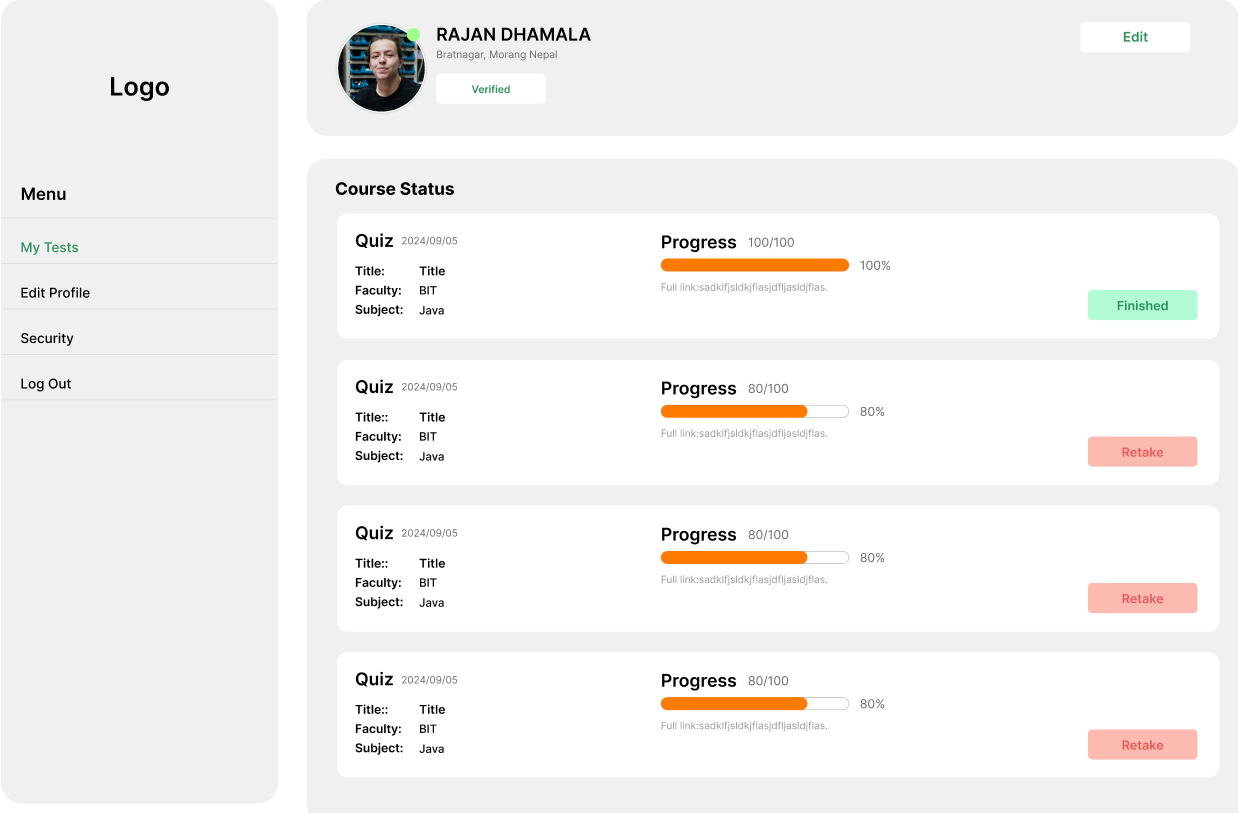 Logo
Menu
My Tests
Edit Profile
Security
Log Out
RAJAN DHAMALA
Bratnagar, Morang Nepal
Verified
Edit
Course Status
Quiz 2024/09/05
Title: Title
Faculty: BIT
Subject: Java
Progress 100/100
100%
Full link:sadklfjsldkjflasjdfljasldjflas.
Finished
Quiz 2024/09/05
Title:: Title
Faculty: BIT
Subject: Java
Progress 80/100
80%
Full link:sadklfjsldkjflasjdfljasldjflas.
Retake
Quiz 2024/09/05
Title:: Title
Faculty: BIT
Subject: Java
Progress 80/100
80%
Full link:sadklfjsldkjflasjdfljasldjflas.
Retake
Quiz 2024/09/05
Title:: Title
Faculty: BIT
Subject: Java
Progress 80/100
80%
Full link:sadklfjsldkjflasjdfljasldjflas.
Retake